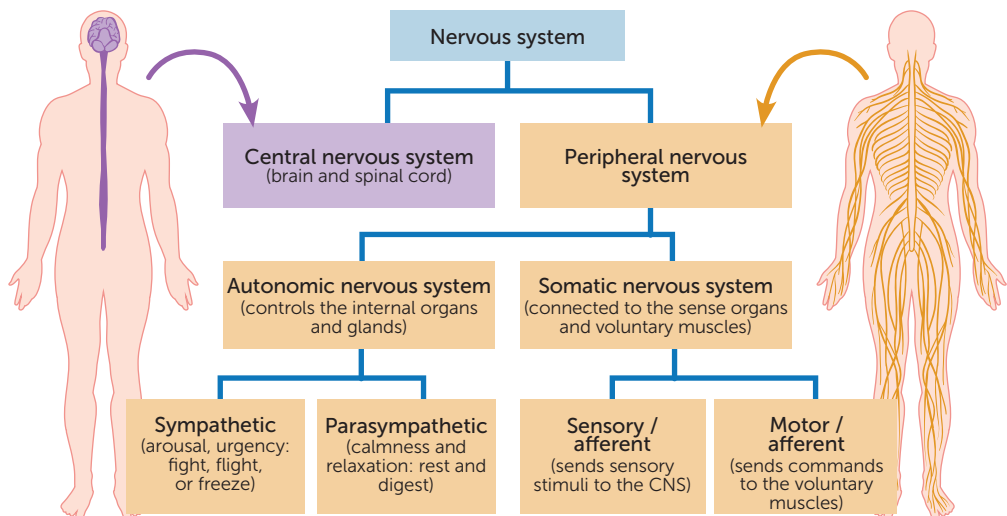 Nervous system
Central nervous system
(brain and spinal cord)
Peripheral nervous
system
Autonomic nervous system
(controls the internal organs
and glands)
Somatic nervous system
(connected to the sense organs
and voluntary muscles)
Sympathetic
(arousal, urgency:
fight, flight,
or freeze)
Parasympathetic
(calmness and
relaxation: rest and
digest)
Sensory /
afferent
(sends sensory
stimuli to the CNS)
Motor /
afferent
(sends commands
to the voluntary
muscles)